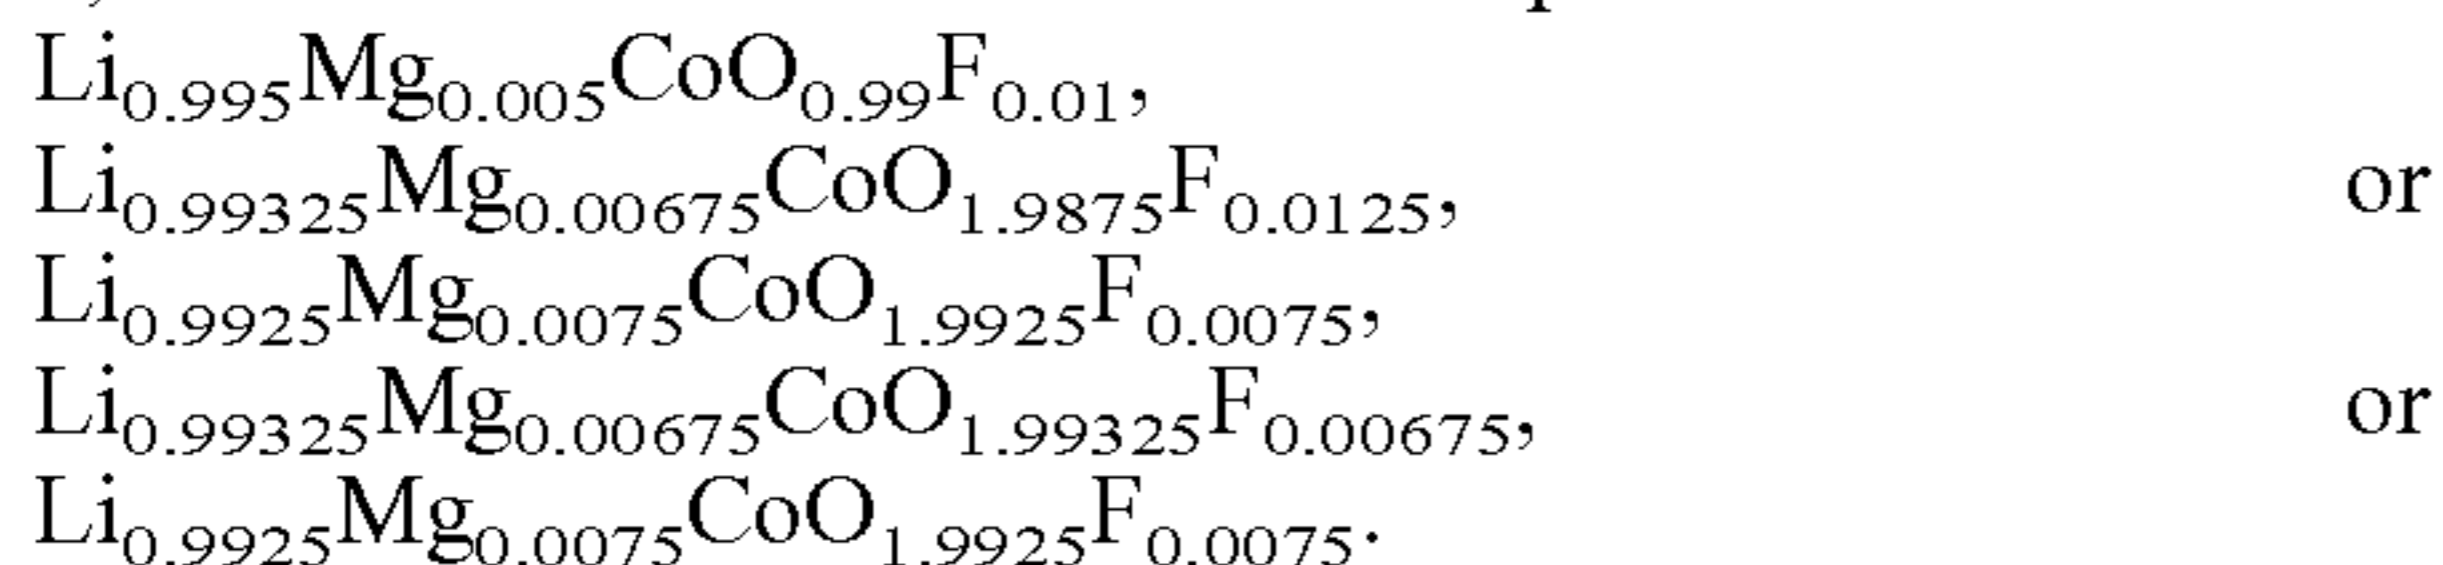 Li₀.₉₉₅Mg₀.₀₀₅CoO₀.₉₉F₀.₀₁,
Li₀.₉₉₃₂₅Mg₀.₀₀₆₇₅CoO₁.₉₈₇₅F₀.₀₁₂₅, or
Li₀.₉₉₂₅Mg₀.₀₀₇₅CoO₁.₉₉₂₅F₀.₀₀₇₅,
Li₀.₉₉₃₂₅Mg₀.₀₀₆₇₅CoO₁.₉₉₃₂₅F₀.₀₀₆₇₅, or
Li₀.₉₉₂₅Mg₀.₀₀₇₅CoO₁.₉₉₂₅F₀.₀₀₇₅.